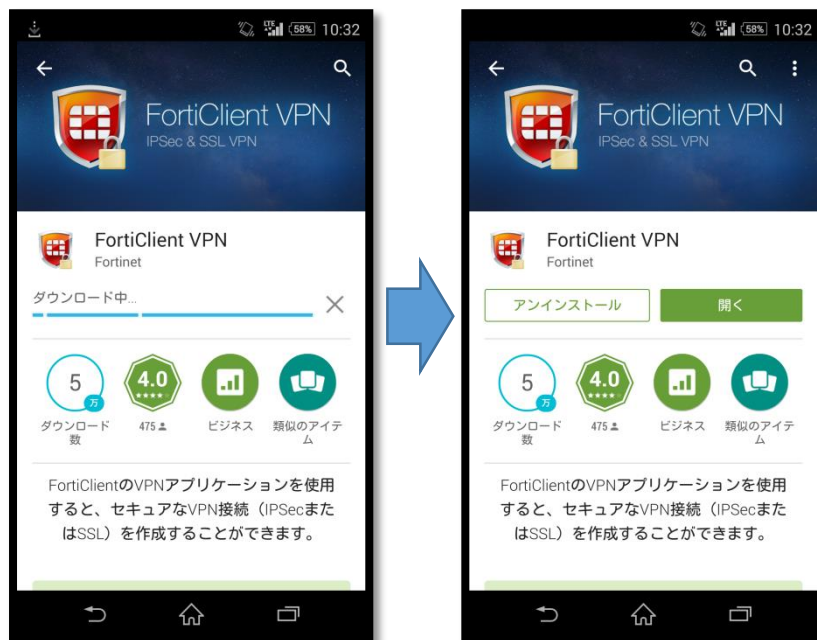 LTE 58% 10:32
FortiClient VPN
IPSec & SSL VPN
FortiClient VPN
Fortinet
ダウンロード中...
5
万
4.0
ダウンロード
数
475
ビジネス
類似のアイテ
ム
FortiClientのVPNアプリケーションを使用
すると、セキュアなVPN接続（IPSecまた
はSSL）を作成することができます。
LTE 58% 10:32
FortiClient VPN
IPSec & SSL VPN
FortiClient VPN
Fortinet
アンインストール
開く
5
万
4.0
ダウンロード
数
475
ビジネス
類似のアイテ
ム
FortiClientのVPNアプリケーションを使用
すると、セキュアなVPN接続（IPSecまた
はSSL）を作成することができます。